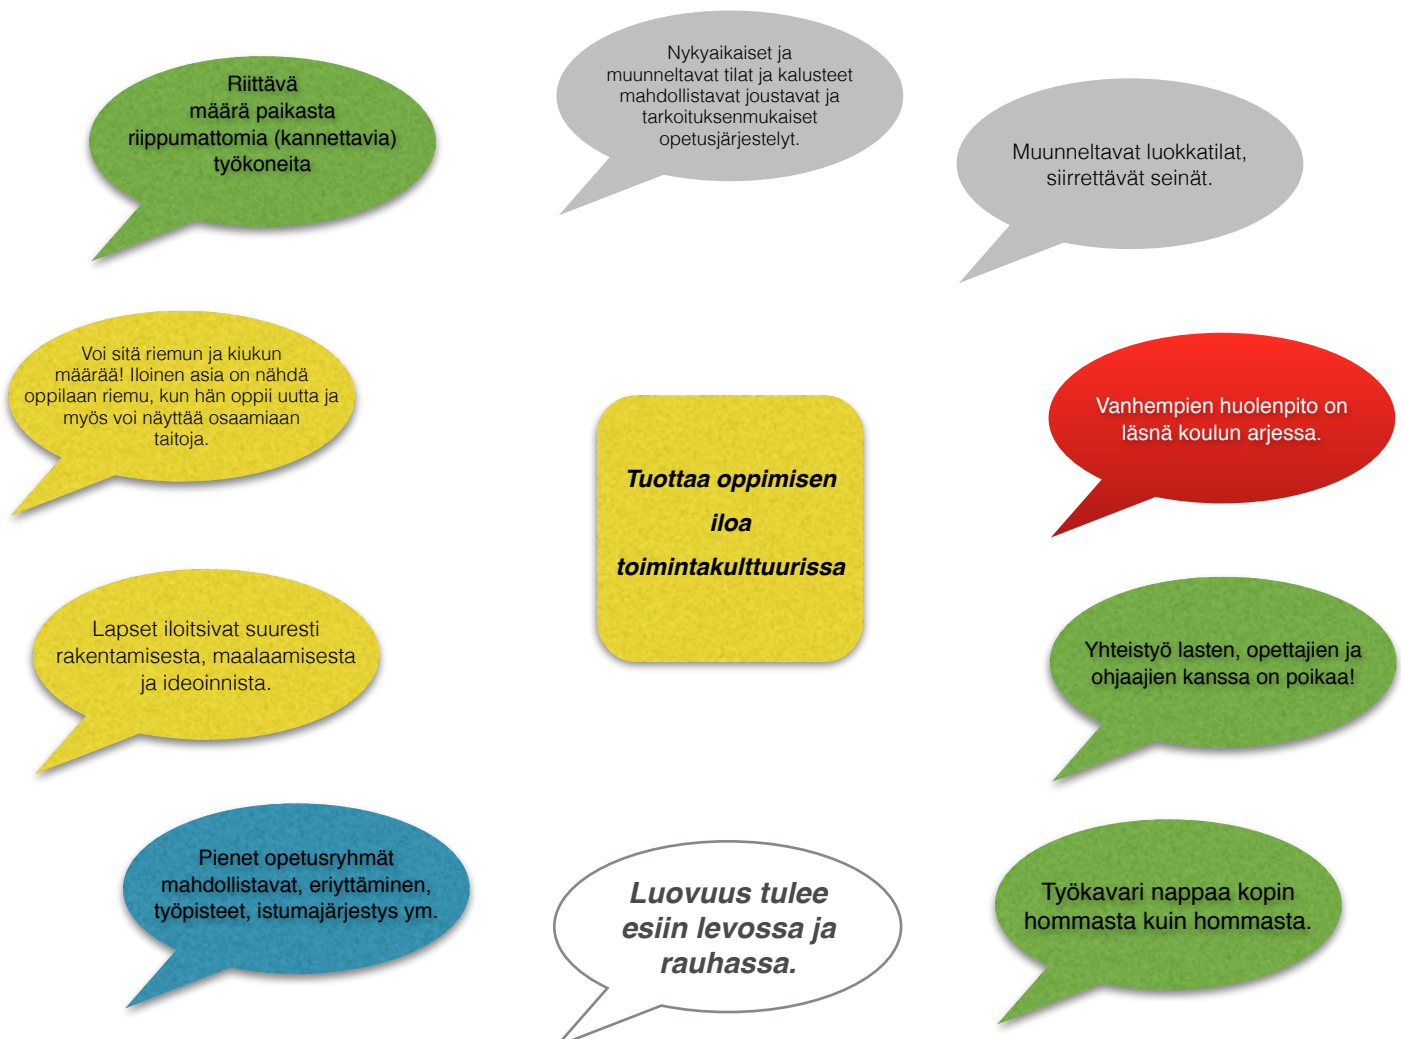 Riittävä
määrä paikasta
riippumattomia (kannettavia)
työkoneita
Nykyaikaiset ja
muunneltavat tilat ja kalusteet
mahdollistavat joustavat ja
tarkoituksenmukaiset
opetusjärjestelyt.
Muunneltavat luokkatilat,
siirrettävät seinät.
Voi sitä riemun ja kiukun
määrää! Iloinen asia on nähdä
oppilaan riemu, kun hän oppii uutta ja
myös voi näyttää osaamiaan
taitoja.
Tuottaa oppimisen
iloa
toimintakulttuurissa
Vanhempien huolenpito on
läsnä koulun arjessa.
Lapset iloitsivat suuresti
rakentamisesta, maalaamisesta
ja ideoinnista.
Yhteistyö lasten, opettajien ja
ohjaajien kanssa on poikaa!
Pienet opetusryhmät
mahdollistavat, eriyttäminen,
työpisteet, istumajärjestys ym.
Luovuus tulee
esiin levossa ja
rauhassa.
Työkavari nappaa kopin
hommasta kuin hommasta.